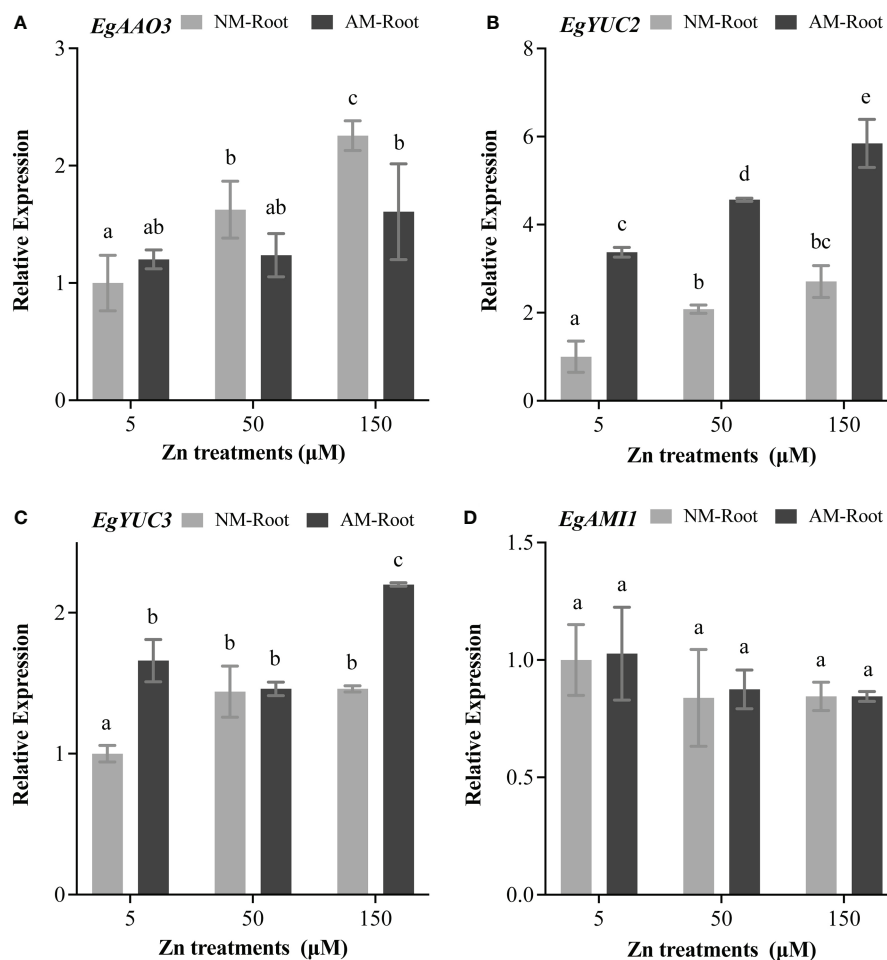 A EgAAO3 NM-Root AM-Root
Relative Expression
3
2
1
0
a ab b ab c b
5 50 150
Zn treatments (μM)
B EgYUC2 NM-Root AM-Root
Relative Expression
8
6
4
2
0
a c b d bc e
5 50 150
Zn treatments (μM)
C EgYUC3 NM-Root AM-Root
Relative Expression
2
1
0
a b b b b c
5 50 150
Zn treatments (μM)
D EgAMI1 NM-Root AM-Root
Relative Expression
1.5
1.0
0.5
0.0
a a a a a a
5 50 150
Zn treatments (μM)